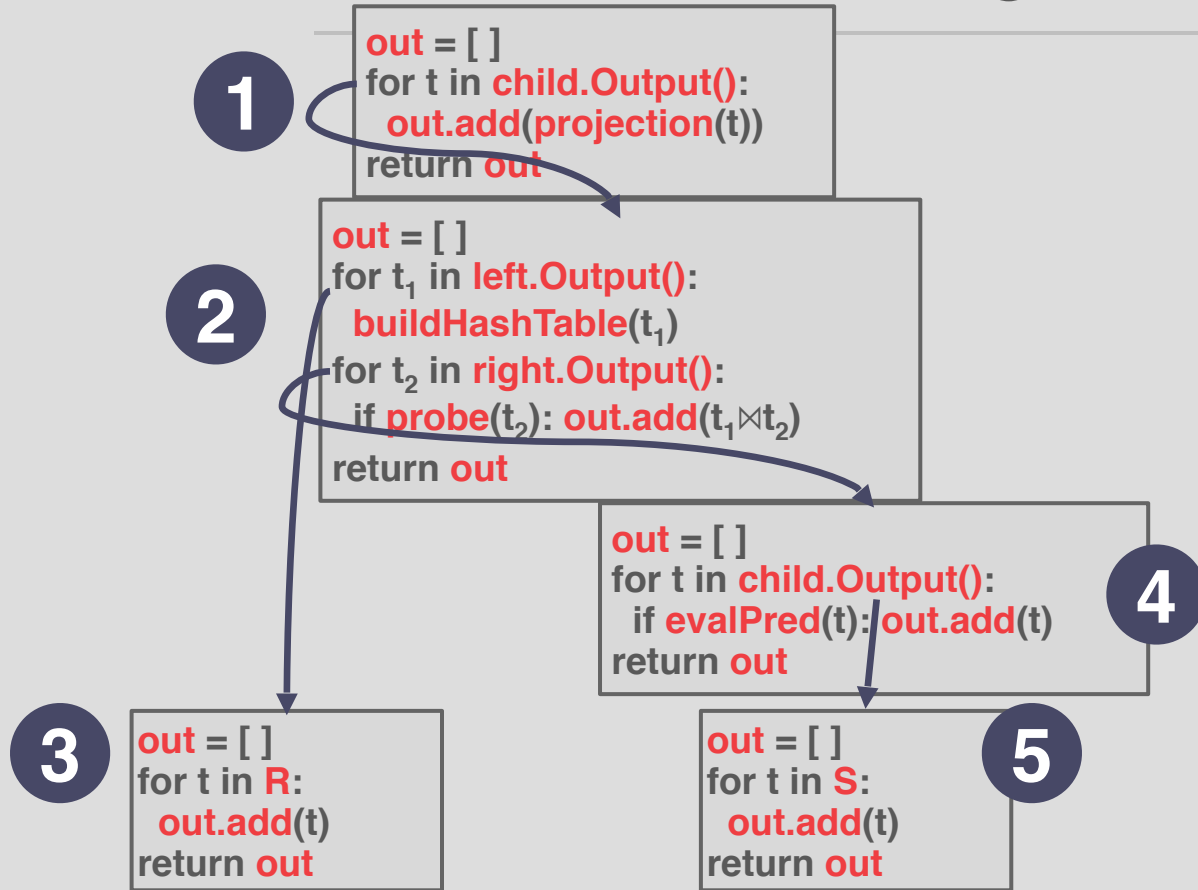 1
out = [ ]
for t in child.Output():
out.add(projection(t))
return out
2
out = [ ]
for t₁ in left.Output():
buildHashTable(t₁)
for t₂ in right.Output():
if probe(t₂): out.add(t₁⋈t₂)
return out
out = [ ]
for t in child.Output():
if evalPred(t): out.add(t)
return out
4
3
out = [ ]
for t in R:
out.add(t)
return out
out = [ ]
for t in S:
out.add(t)
return out
5